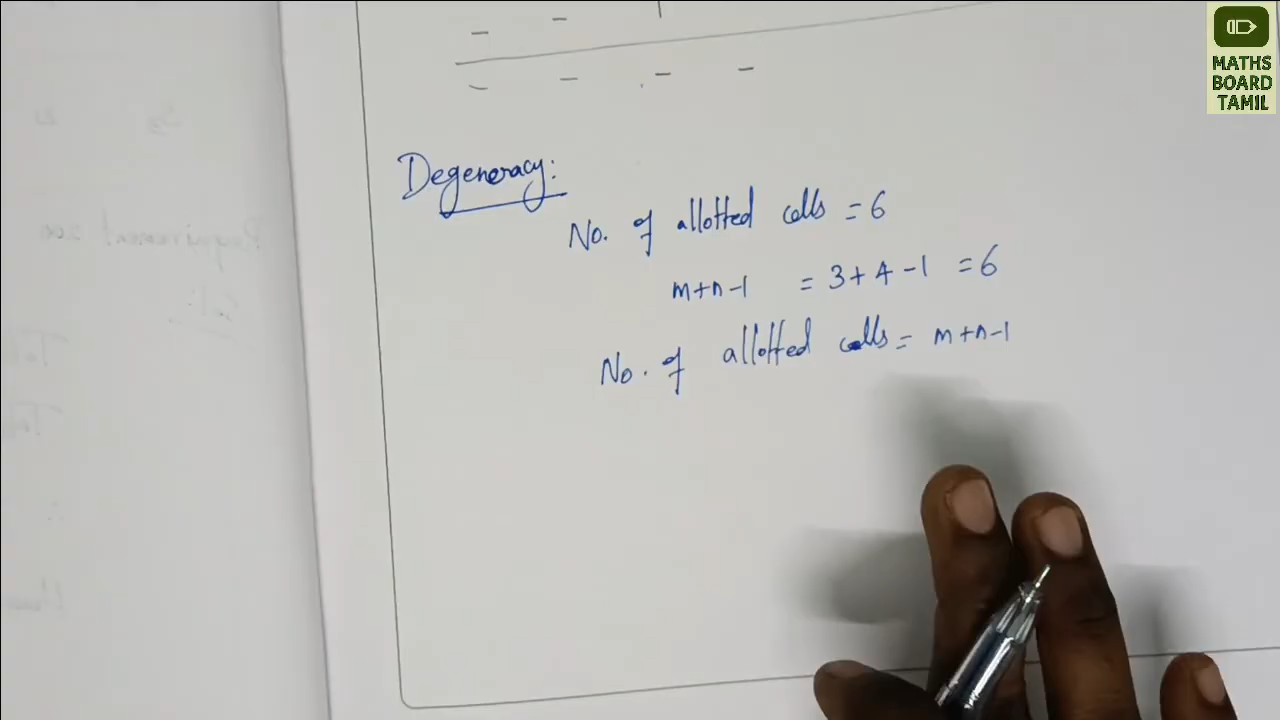 MATHS
BOARD
TAMIL
Degeneracy:
No. of allotted cells = 6
m+n-1 = 3+4-1 = 6
No. of allotted cells = m+n-1